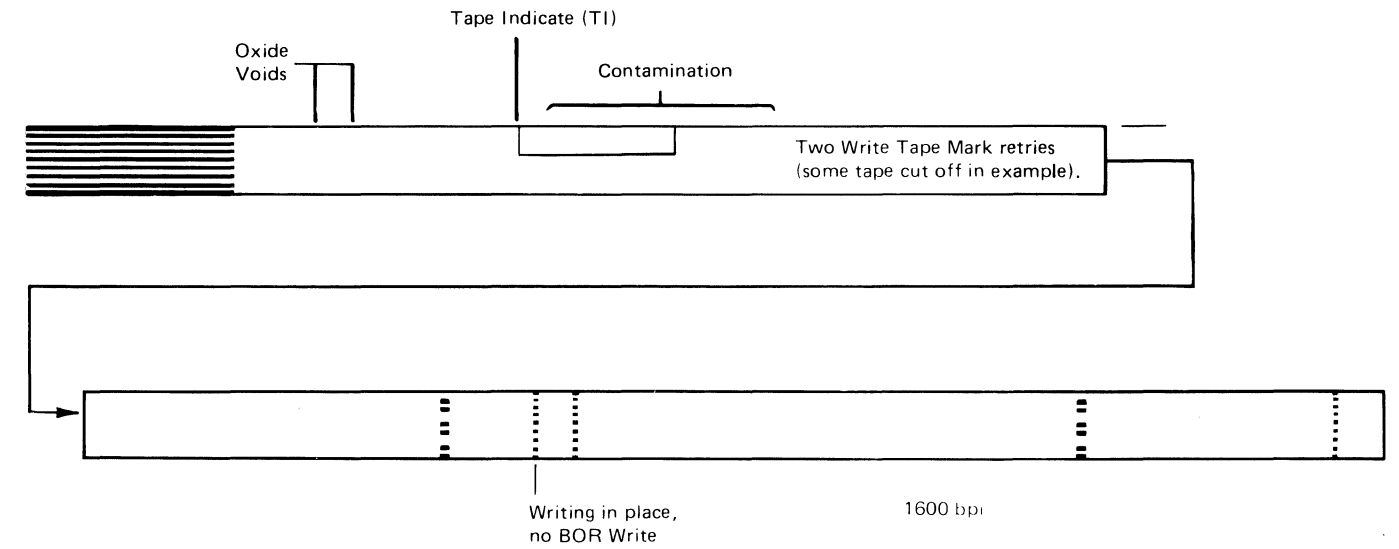 Tape Indicate (TI)
Oxide
Voids
Contamination
Two Write Tape Mark retries
(some tape cut off in example).
Writing in place,
no BOR Write
1600 bpi